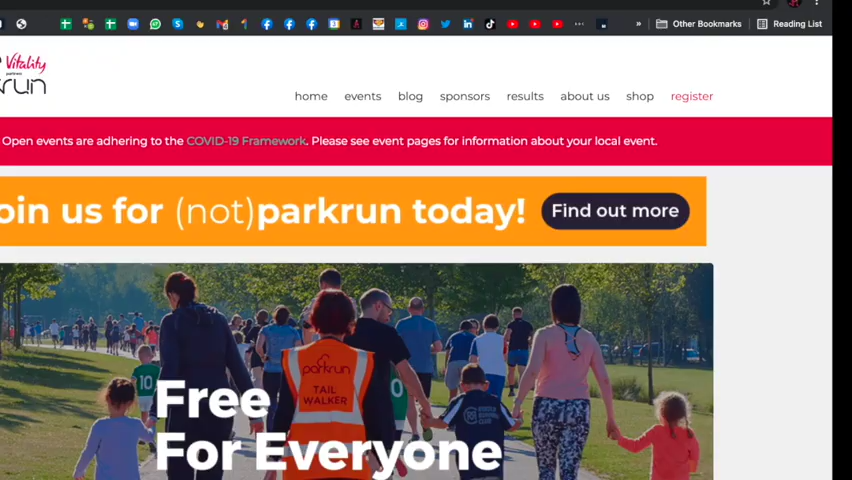 Other Bookmarks
Reading List
Vitality
home events blog sponsors results about us shop register
Open events are adhering to the COVID-19 Framework. Please see event pages for information about your local event.
oin us for (not)parkrun today! Find out more
parkrun
TAIL
WALKER
10
0
Free
For Everyone